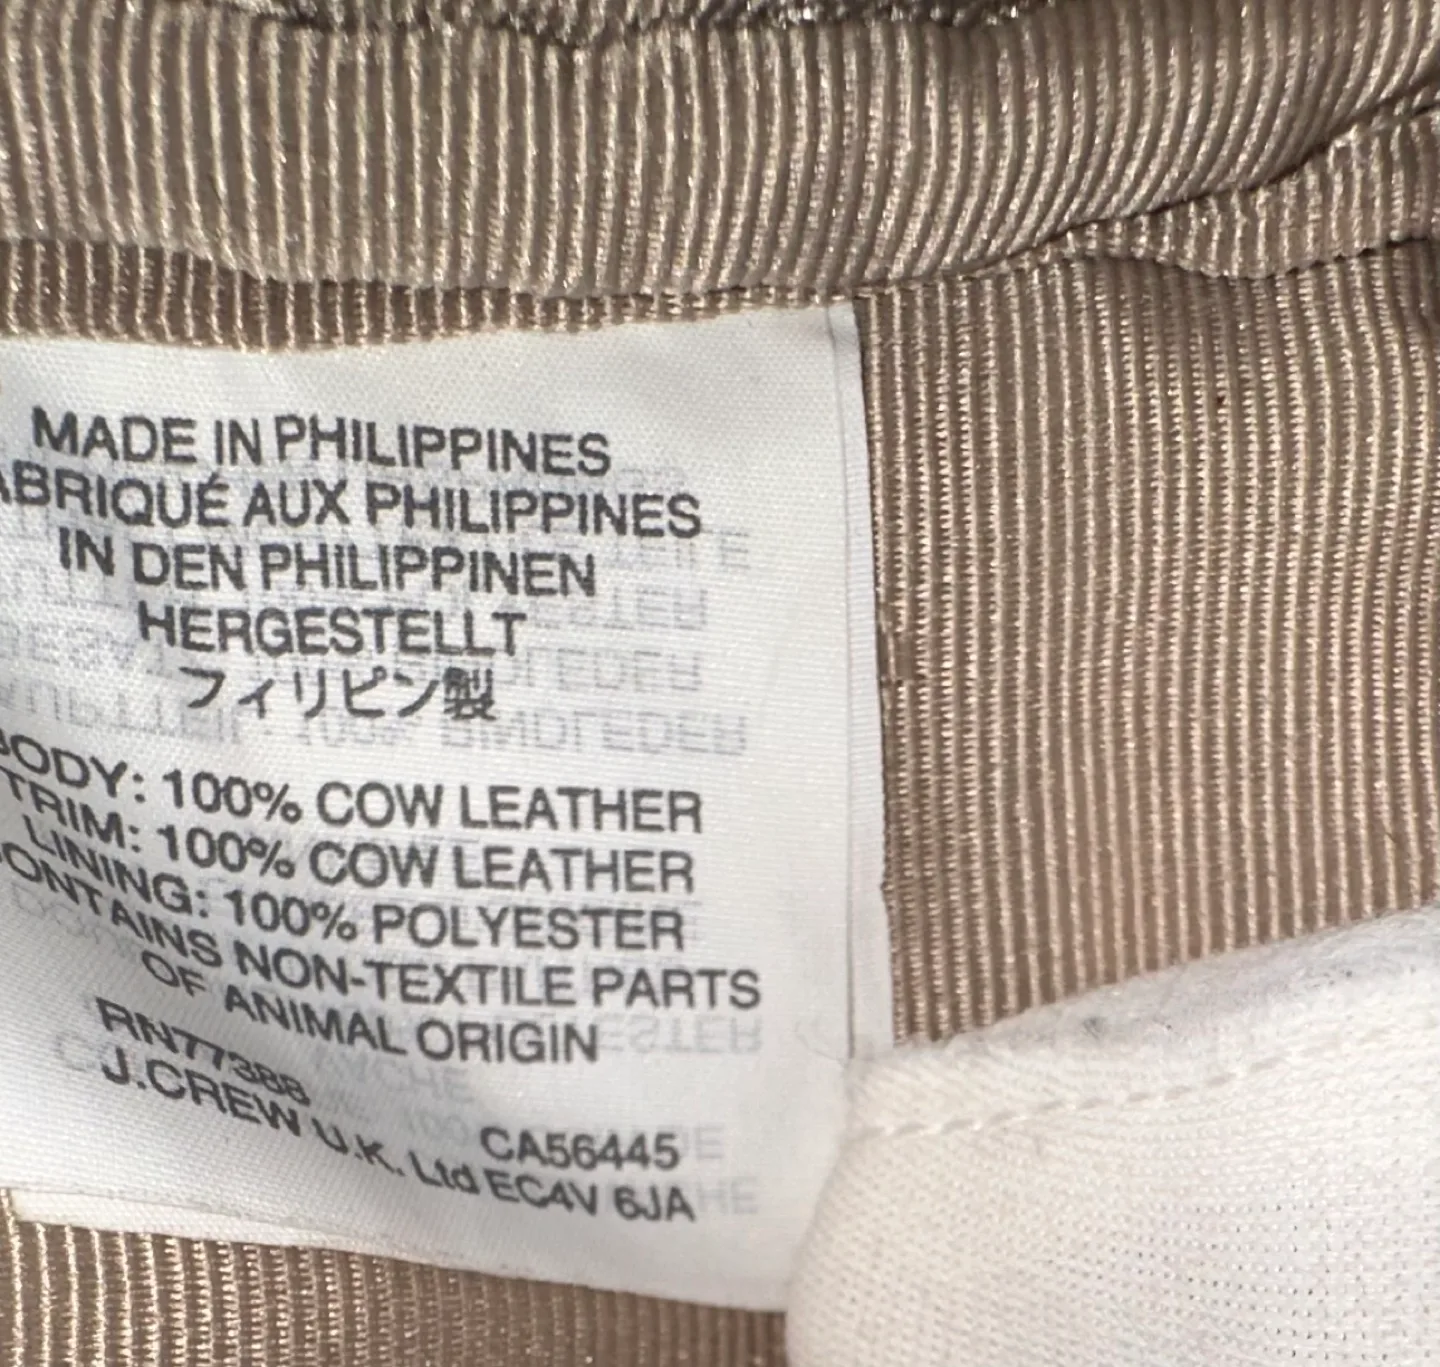 MADE IN PHILIPPINES
ABRIQUÉ AUX PHILIPPINES
IN DEN PHILIPPINEN
HERGESTELLT
フィリピン製
BODY: 100% COW LEATHER
TRIM: 100% COW LEATHER
LINING: 100% POLYESTER
ONTAINS NON-TEXTILE PARTS
OF ANIMAL ORIGIN
RN77388
CA56445
J.CREW U.K. Ltd EC4V 6JA